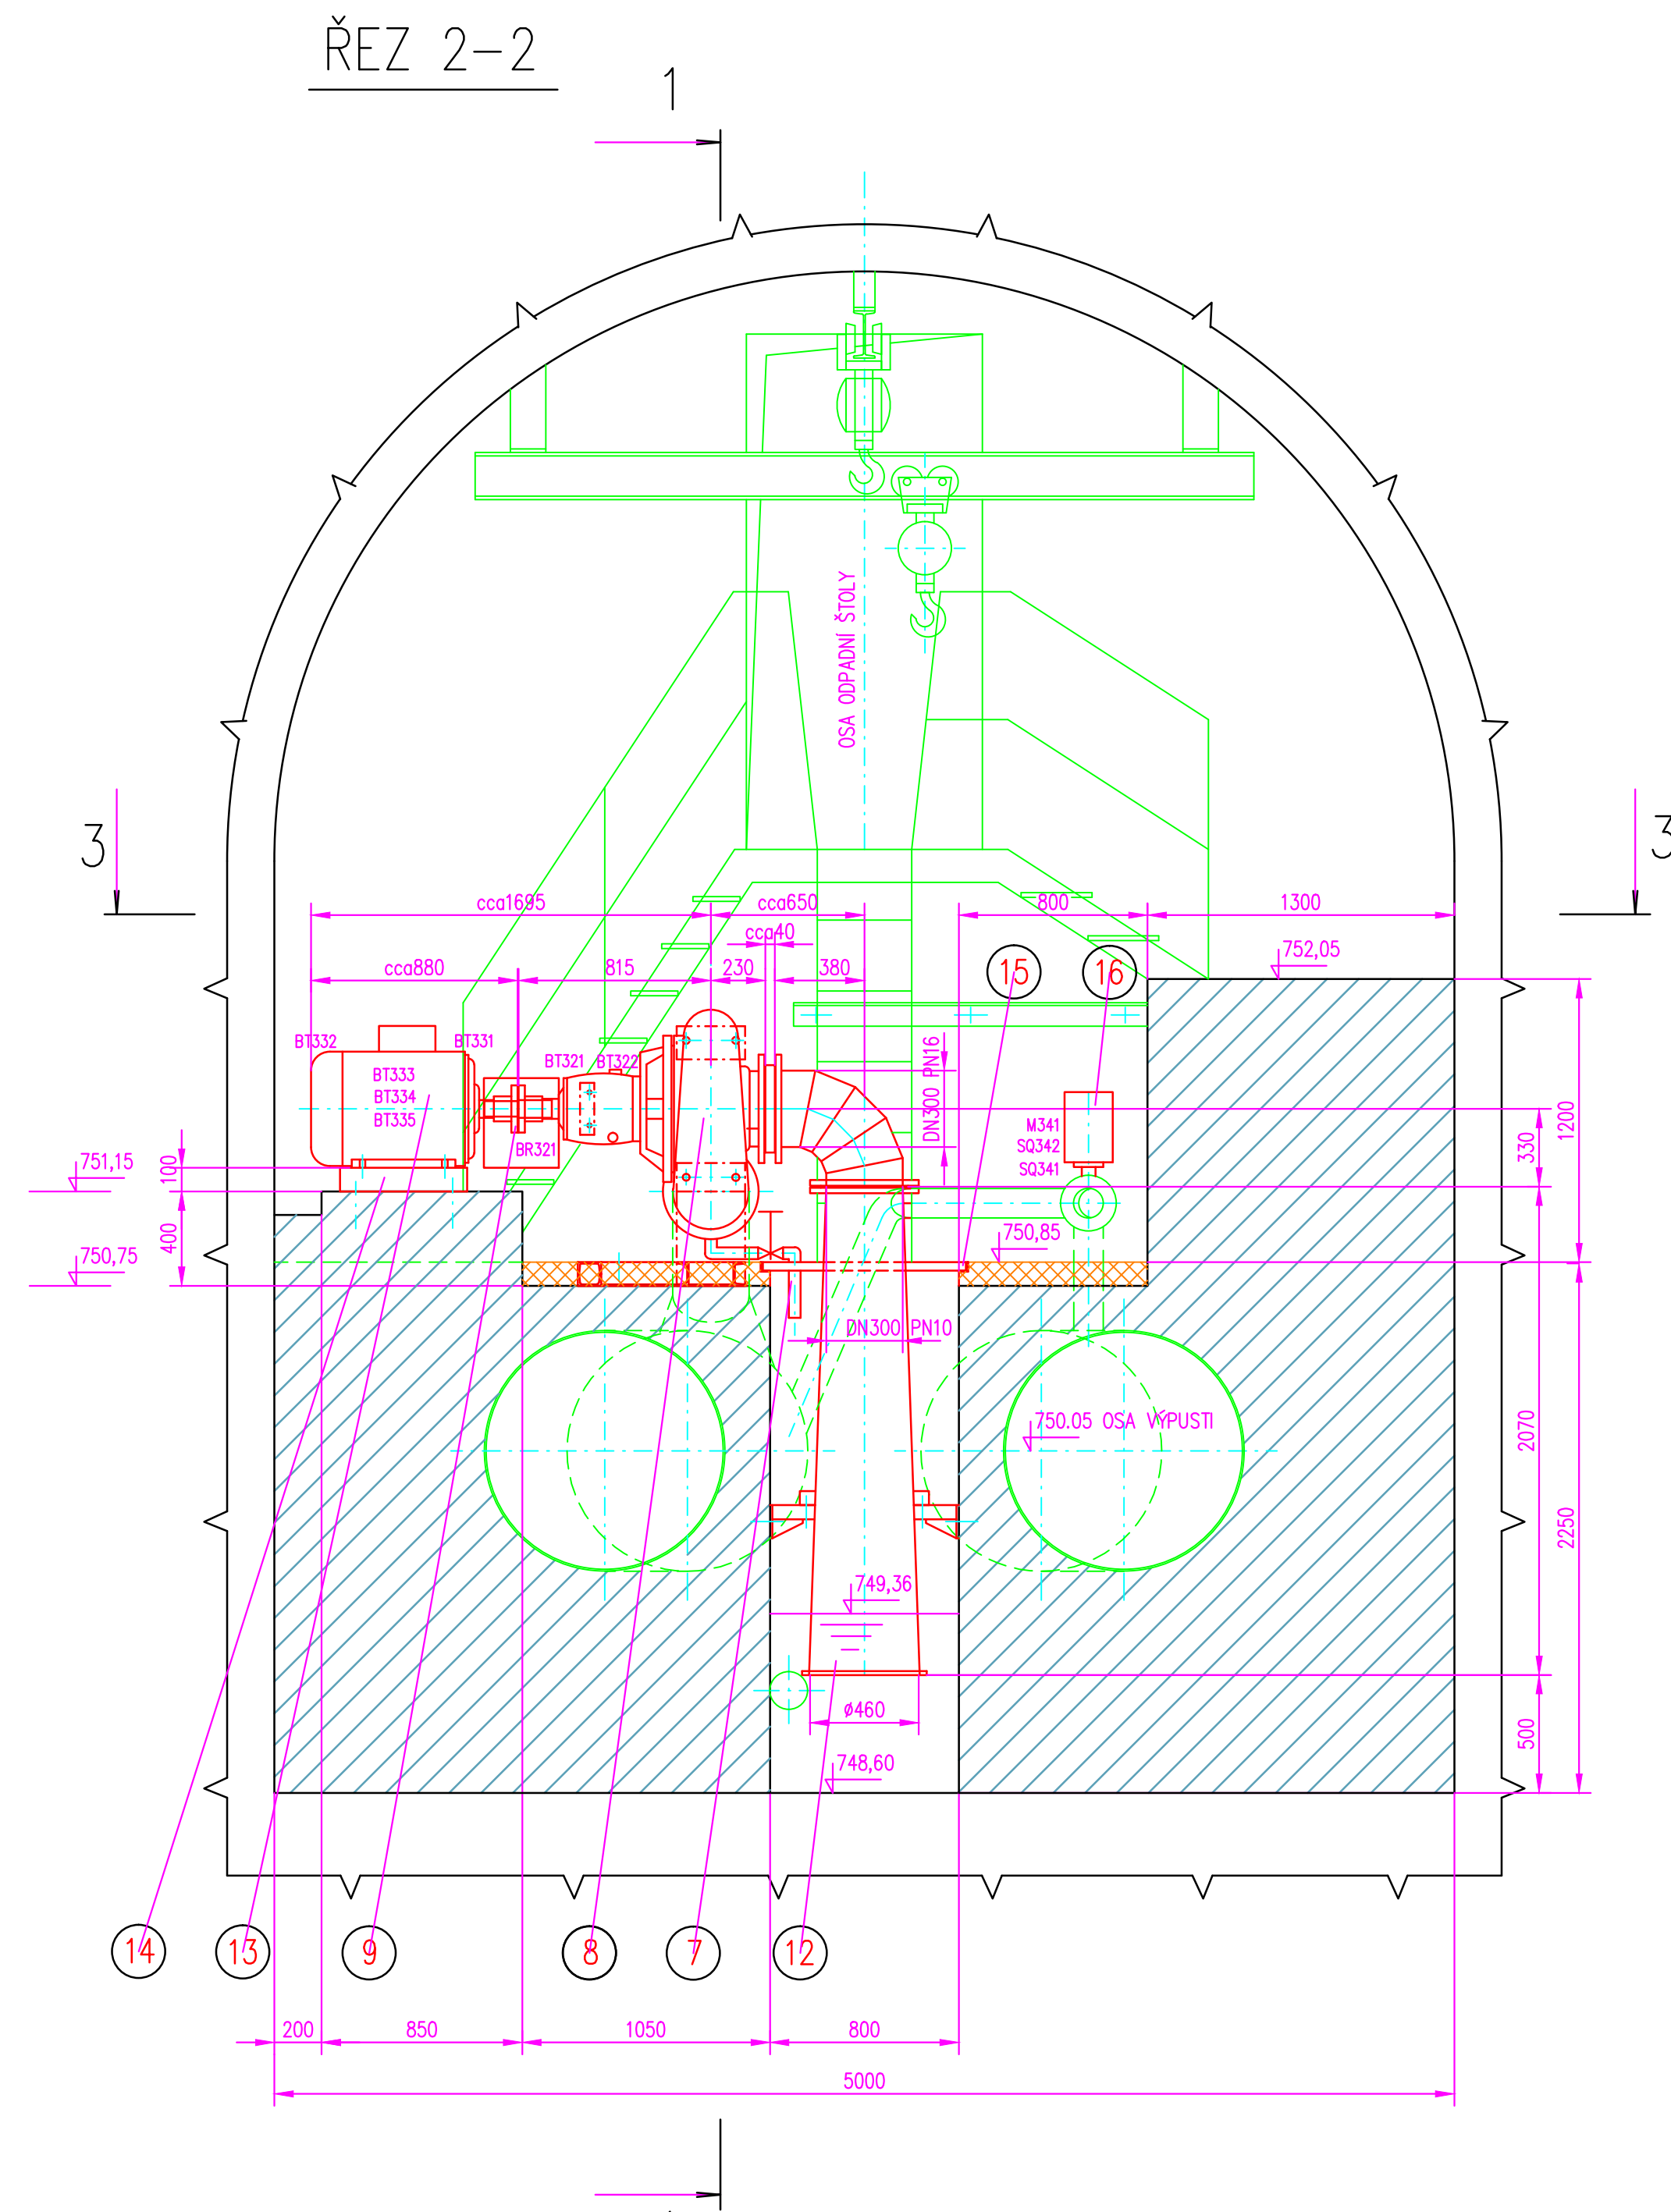 ŘEZ 2-2
1
OSA ODPADNÍ ŠTOLY
3
3
cca1695
cca650
800
1300
cca40
752,05
cca880
815
230
380
15
16
BT332
BT331
BT333
BT334
BT335
BT321
BT322
BR321
DN300 PN16
M341
SQ342
SQ341
1200
330
751,15
100
400
750,75
750,85
DN300 PN10
750.05 OSA VÝPUSTI
2070
2250
749,36
ø460
500
748,60
14
13
9
8
7
12
200
850
1050
800
5000